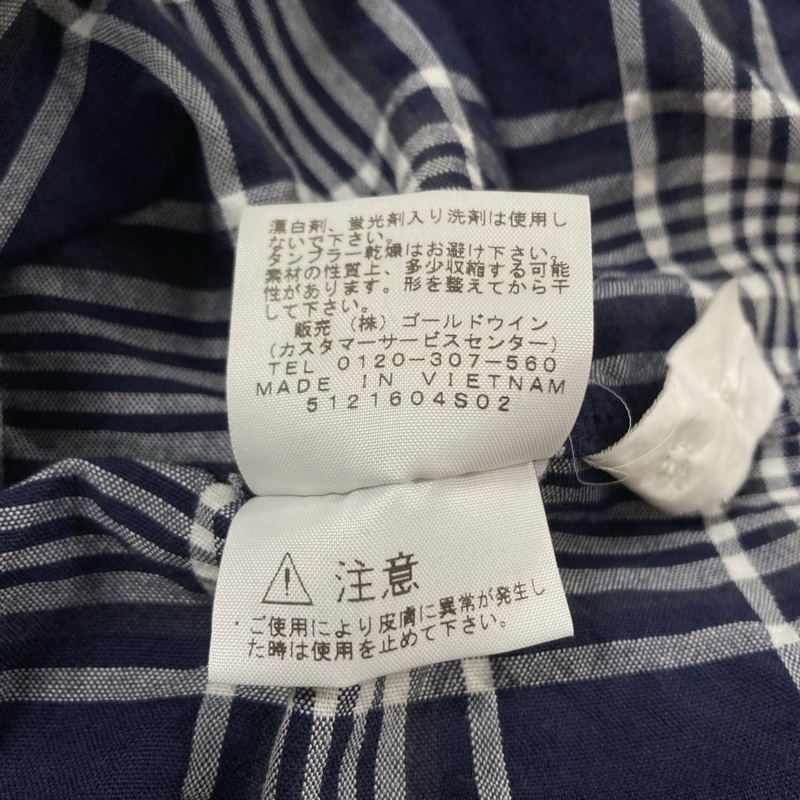 漂白剤、蛍光剤入り洗剤は使用し
ないで下さい。
タンブラー乾燥はお避け下さい。
素材の性質上、多少収縮する可能
性があります。形を整えてから干
して下さい。
販売 (株) ゴールドウイン
(カスタマーサービスセンター)
TEL 0120-307-560
MADE IN VIETNAM
5121604S02
注意
・ご使用により皮膚に異常が発生し
た時は使用を止めて下さい。